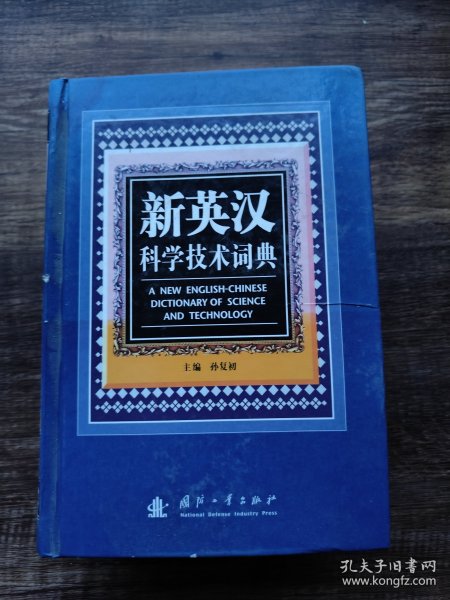 新英汉
科学技术词典
A NEW ENGLISH-CHINESE
DICTIONARY OF SCIENCE
AND TECHNOLOGY
主编 孙复初
国防工业出版社
National Defense Industry Press
孔夫子旧书网
www.kongfz.com